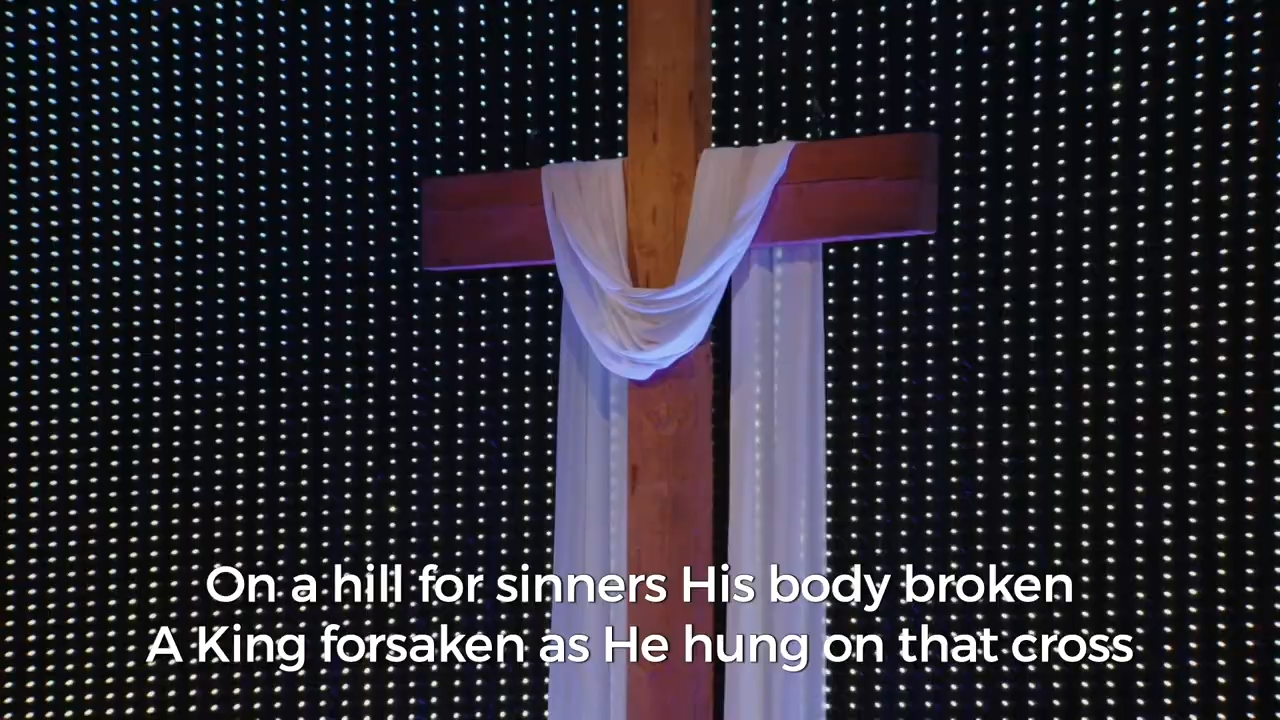 On a hill for sinners His body broken
A King forsaken as He hung on that cross